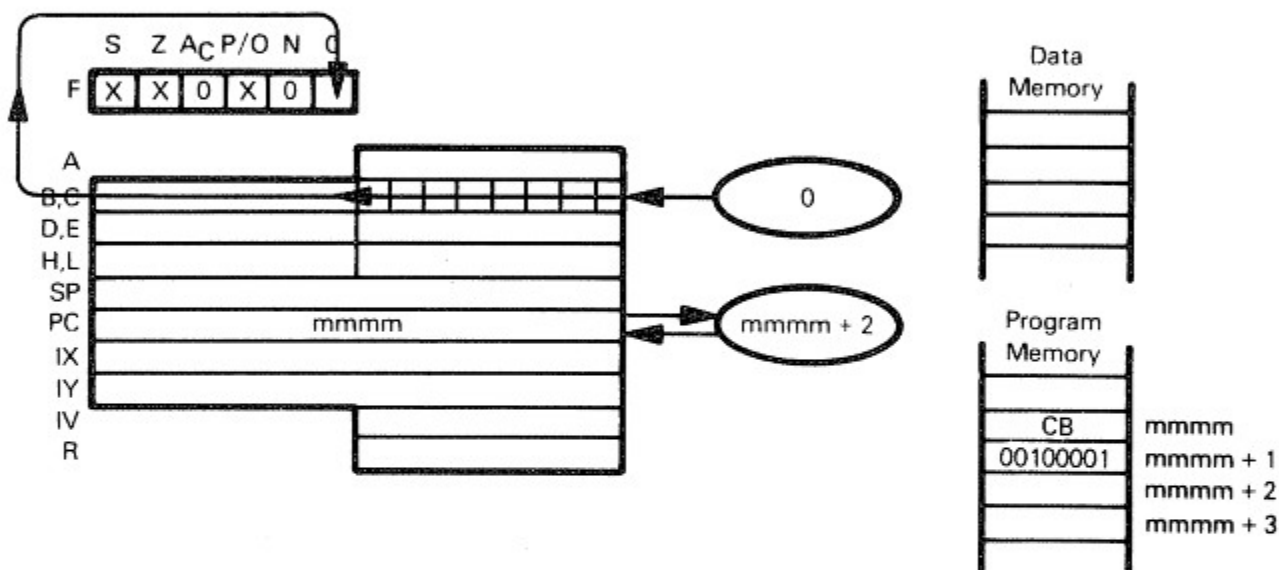 S Z AC P/O N C
F X X 0 X 0
A
B,C
D,E
H,L
SP
PC mmmm
IX
IY
IV
R
0
mmmm + 2
Data
Memory
Program
Memory
CB mmmm
00100001 mmmm + 1
mmmm + 2
mmmm + 3